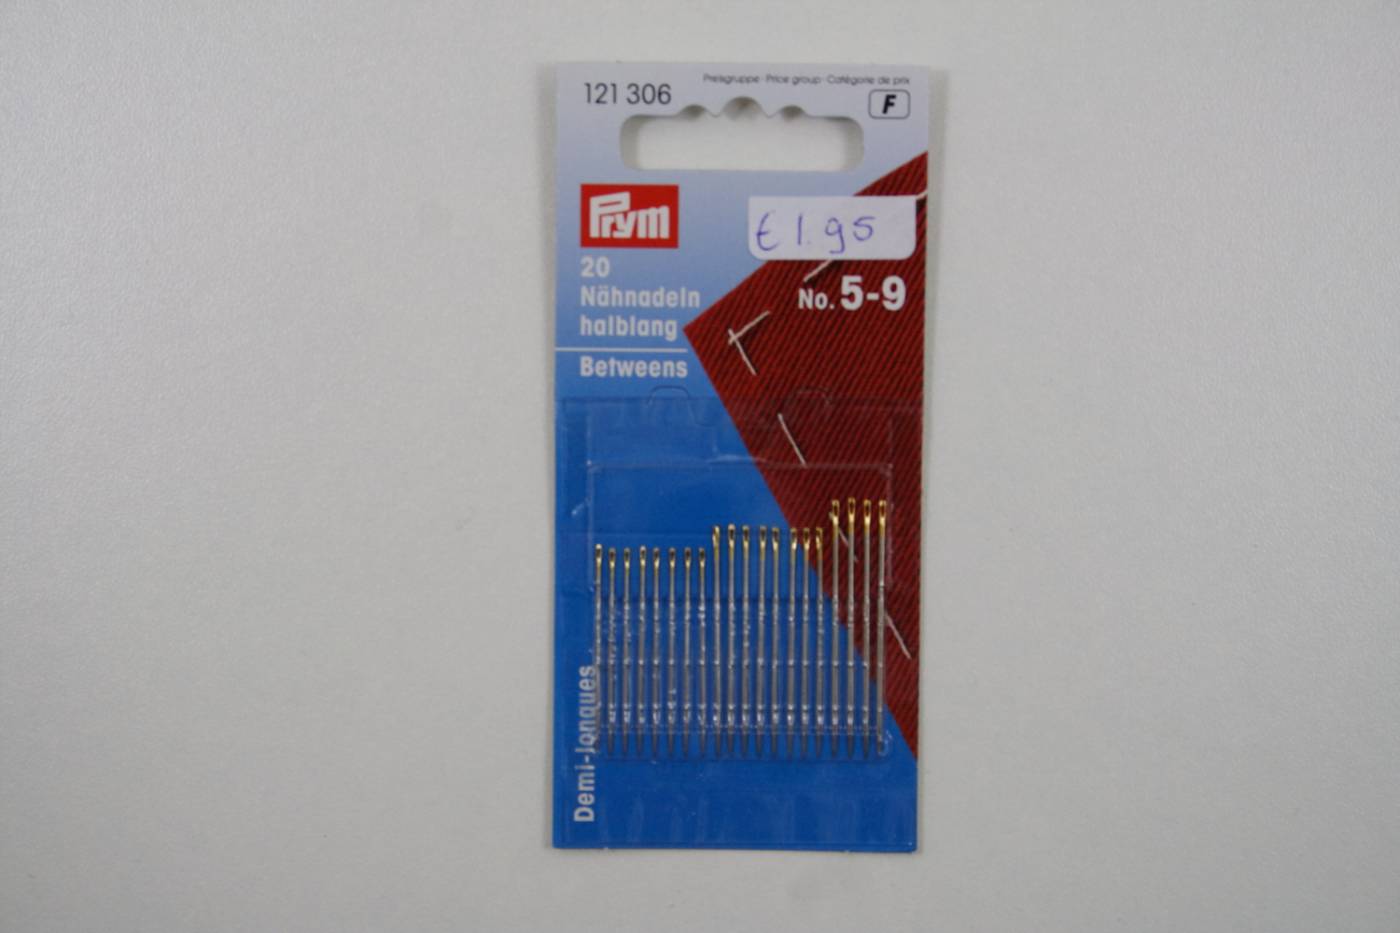 Preisgruppe · Price group · Catégorie de prix
121 306
F
Prym
€ 1.95
20
Nähnadeln
halblang
No. 5-9
Betweens
Demi-longues